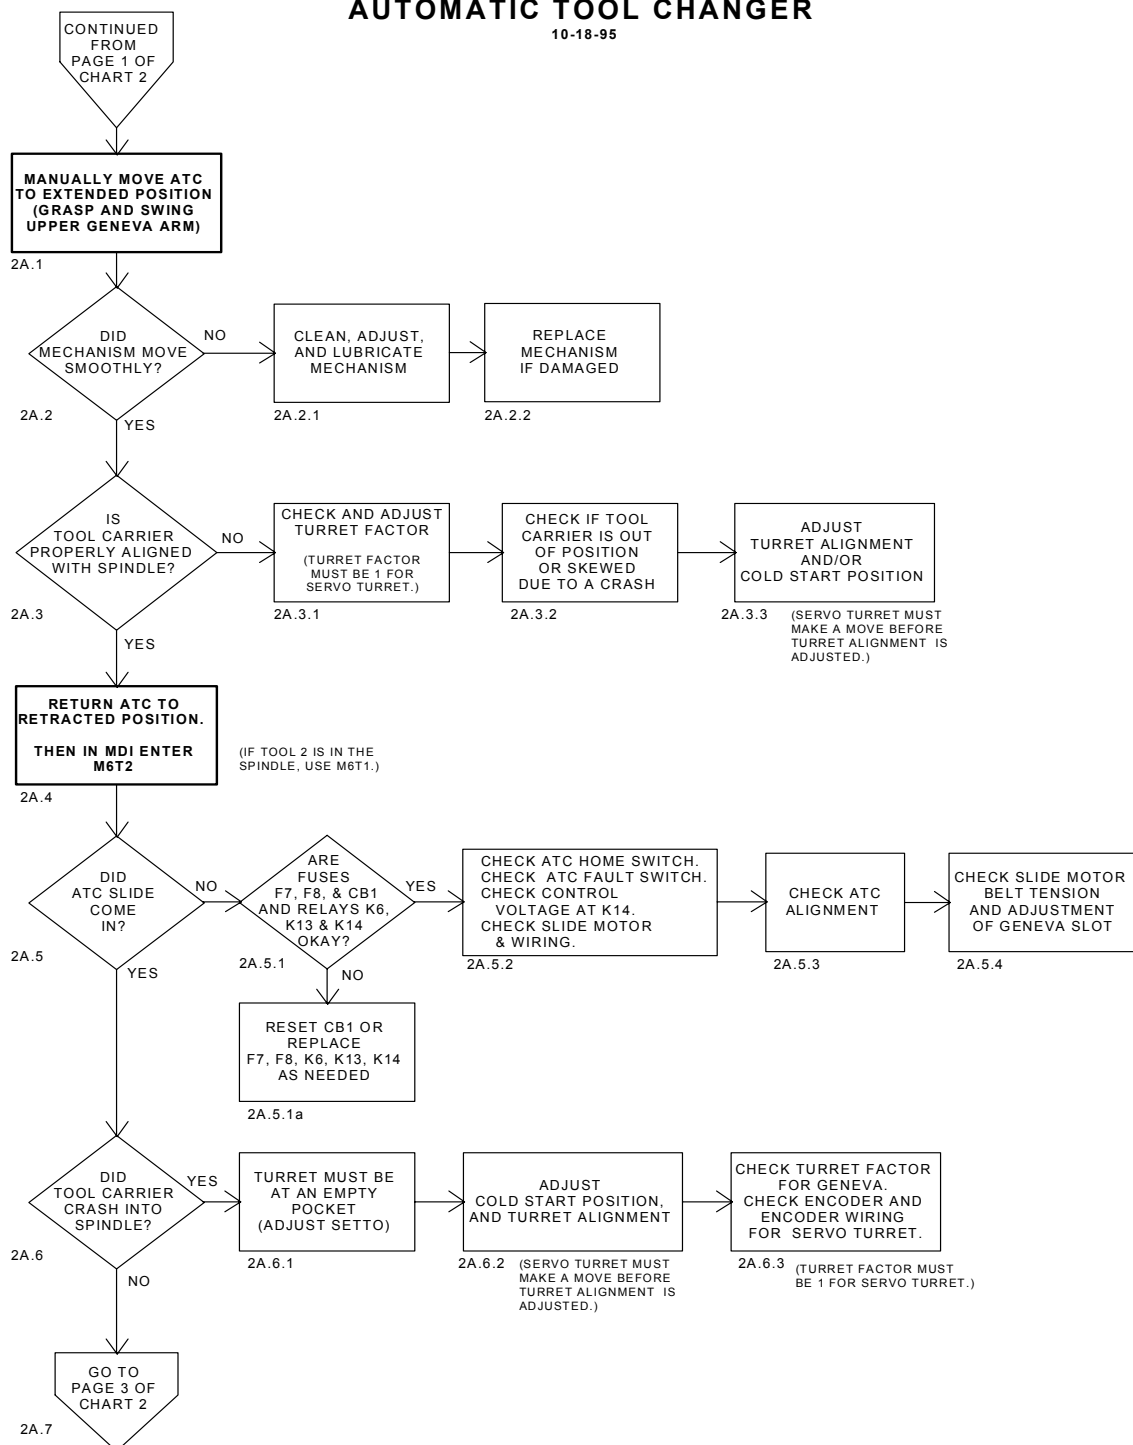 AUTOMATIC TOOL CHANGER
10-18-95
CONTINUED
FROM
PAGE 1 OF
CHART 2
MANUALLY MOVE ATC
TO EXTENDED POSITION
(GRASP AND SWING
UPPER GENEVA ARM)
2A.1
DID
MECHANISM MOVE
SMOOTHLY?
NO
YES
2A.2
CLEAN, ADJUST,
AND LUBRICATE
MECHANISM
2A.2.1
REPLACE
MECHANISM
IF DAMAGED
2A.2.2
IS
TOOL CARRIER
PROPERLY ALIGNED
WITH SPINDLE?
NO
YES
2A.3
CHECK AND ADJUST
TURRET FACTOR
(TURRET FACTOR
MUST BE 1 FOR
SERVO TURRET.)
2A.3.1
CHECK IF TOOL
CARRIER IS OUT
OF POSITION
OR SKEWED
DUE TO A CRASH
2A.3.2
ADJUST
TURRET ALIGNMENT
AND/OR
COLD START POSITION
2A.3.3
(SERVO TURRET MUST
MAKE A MOVE BEFORE
TURRET ALIGNMENT IS
ADJUSTED.)
RETURN ATC TO
RETRACTED POSITION.
THEN IN MDI ENTER
M6T2
2A.4
(IF TOOL 2 IS IN THE
SPINDLE, USE M6T1.)
DID
ATC SLIDE
COME
IN?
NO
YES
2A.5
ARE
FUSES
F7, F8, & CB1
AND RELAYS K6,
K13 & K14
OKAY?
YES
NO
2A.5.1
CHECK ATC HOME SWITCH.
CHECK ATC FAULT SWITCH.
CHECK CONTROL
VOLTAGE AT K14.
CHECK SLIDE MOTOR
& WIRING.
2A.5.2
CHECK ATC
ALIGNMENT
2A.5.3
CHECK SLIDE MOTOR
BELT TENSION
AND ADJUSTMENT
OF GENEVA SLOT
2A.5.4
RESET CB1 OR
REPLACE
F7, F8, K6, K13, K14
AS NEEDED
2A.5.1a
DID
TOOL CARRIER
CRASH INTO
SPINDLE?
YES
NO
2A.6
TURRET MUST BE
AT AN EMPTY
POCKET
(ADJUST SETTO)
2A.6.1
ADJUST
COLD START POSITION,
AND TURRET ALIGNMENT
2A.6.2
(SERVO TURRET MUST
MAKE A MOVE BEFORE
TURRET ALIGNMENT IS
ADJUSTED.)
CHECK TURRET FACTOR
FOR GENEVA.
CHECK ENCODER AND
ENCODER WIRING
FOR SERVO TURRET.
2A.6.3
(TURRET FACTOR MUST
BE 1 FOR SERVO TURRET.)
GO TO
PAGE 3 OF
CHART 2
2A.7